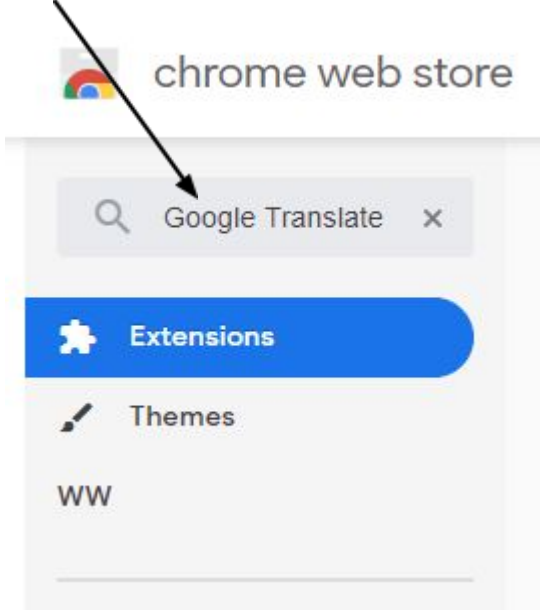 chrome web store
Google Translate ×
Extensions
Themes
ww